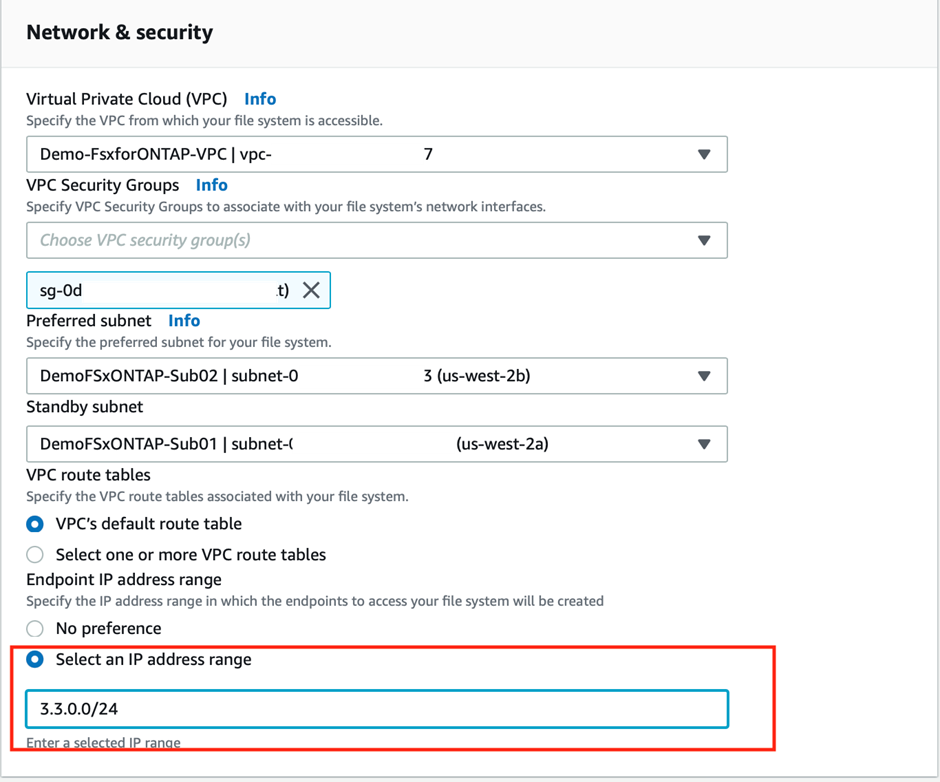 Network & security
Virtual Private Cloud (VPC) Info
Specify the VPC from which your file system is accessible.
Demo-FsxforONTAP-VPC | vpc- 7
VPC Security Groups Info
Specify VPC Security Groups to associate with your file system's network interfaces.
Choose VPC security group(s)
sg-0d t)
Preferred subnet Info
Specify the preferred subnet for your file system.
DemoFSxONTAP-Sub02 | subnet-0 3 (us-west-2b)
Standby subnet
DemoFSxONTAP-Sub01 | subnet-0 (us-west-2a)
VPC route tables
Specify the VPC route tables associated with your file system.
VPC's default route table
Select one or more VPC route tables
Endpoint IP address range
Specify the IP address range in which the endpoints to access your file system will be created
No preference
Select an IP address range
3.3.0.0/24
Enter a selected IP range